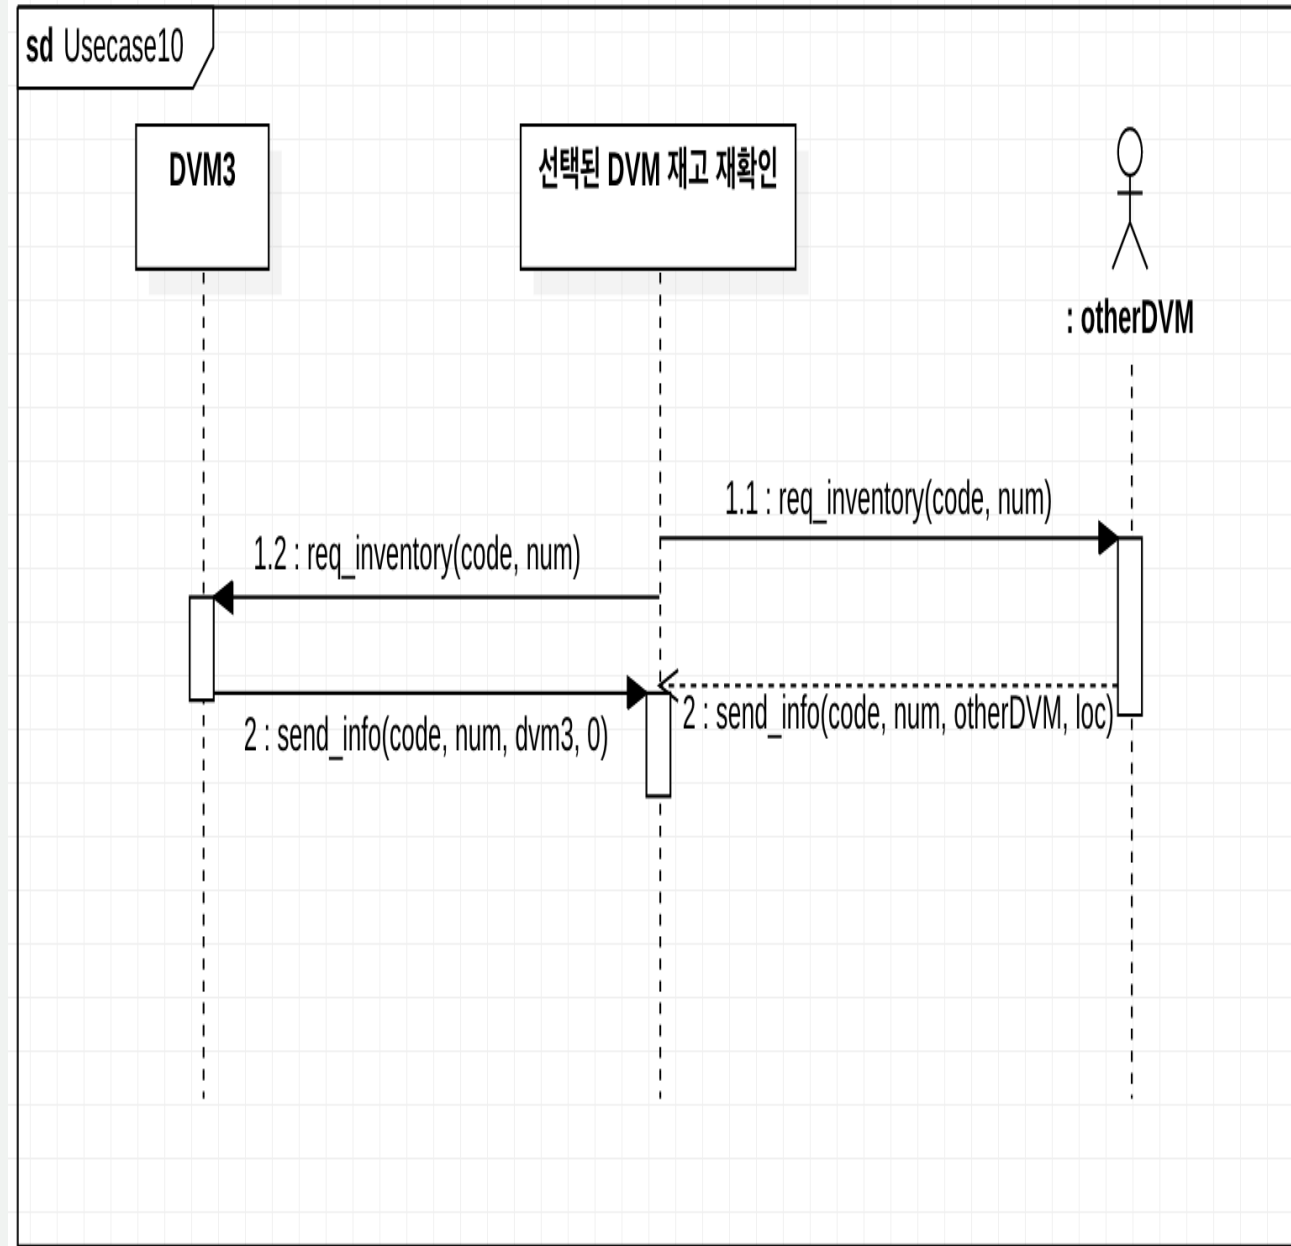 sd Usecase10
DVM3
선택된 DVM 재고 재확인
: otherDVM
1.1 : req_inventory(code, num)
1.2 : req_inventory(code, num)
2 : send_info(code, num, otherDVM, loc)
2 : send_info(code, num, dvm3, 0)